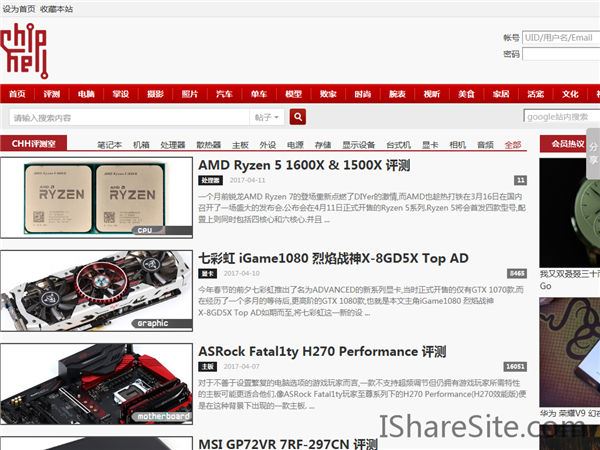 设为首页 收藏本站
chip
hell
帐号 UID/用户名/Email
密码
首页 评测 电脑 掌设 摄影 照片 汽车 单车 模型 败家 时尚 腕表 视听 美食 家居 活宠 文化
请输入搜索内容 帖子 google站内搜索
CHH评测室 笔记本 机箱 处理器 散热器 主板 外设 电源 存储 显示设备 台式机 显卡 相机 音频 全部 会员热议
分享
AMD Ryzen 5 1600X & 1500X 评测
处理器 2017-04-11 11
一个月前锐龙AMD Ryzen 7的登场重新点燃了DIYer的激情,而AMD也趁热打铁在3月16日在国内
召开了一场盛大的发布会,公布会在4月11日正式开售的Ryzen 5系列,Ryzen 5将会首发四款型号,配
置上则同时包括四核心和六核心.并且 ...
AMD RYZEN
AMD RYZEN
CPU
七彩虹 iGame1080 烈焰战神X-8GD5X Top AD
显卡 2017-04-10 8465
今年春节的前夕七彩虹推出了名为ADVANCED的新系列显卡,当时正式开售的仅有GTX 1070款,而
在经历了一个多月的等待后,更高阶的GTX 1080款,也就是本文主角iGame1080 烈焰战神
X-8GD5X Top AD如期而至,将七彩虹这一新的设 ...
graphic
我又双叒叕三十
Go
ASRock Fatal1ty H270 Performance 评测
主板 2017-04-07 16051
对于不善于设置繁复的电脑选项的游戏玩家而言,一款不支持超频调节但仍拥有游戏玩家所需特性
的主板可能更适合他们.像ASRock Fatal1ty玩家至尊系列下的H270 Performance(H270效能版)便
是在这种背景下出现的一款主板. ...
motherboard
华为 荣耀V9 幻
MSI GP72VR 7RF-297CN 评测
IShareSite.com